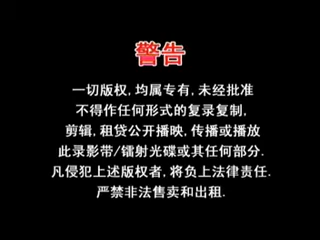 警告
一切版权, 均属专有, 未经批准
不得作任何形式的复录复制,
剪辑, 租贷公开播映, 传播或播放
此录影带/镭射光碟或其任何部分.
凡侵犯上述版权者, 将负上法律责任.
严禁非法售卖和出租.